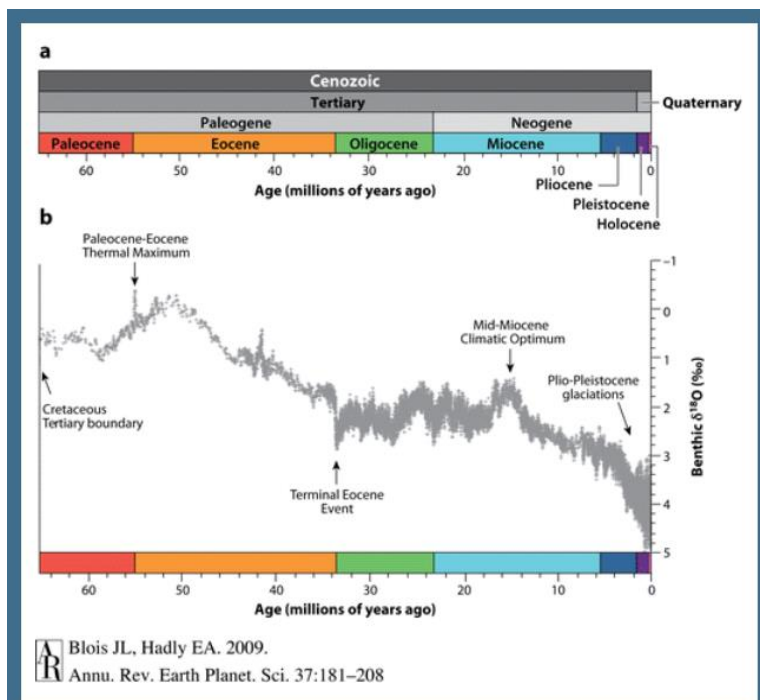 a
Cenozoic
Tertiary
Quaternary
Paleogene
Neogene
Paleocene
Eocene
Oligocene
Miocene
60
50
40
30
20
10
0
Pliocene
Age (millions of years ago)
Pleistocene
Holocene
b
Paleocene-Eocene
Thermal Maximum
–1
0
Mid-Miocene
Climatic Optimum
1
Plio-Pleistocene
glaciations
2
Cretaceous
Tertiary boundary
Benthic δ18O (‰)
3
Terminal Eocene
Event
4
5
60
50
40
30
20
10
0
Age (millions of years ago)
AR
Blois JL, Hadly EA. 2009.
Annu. Rev. Earth Planet. Sci. 37:181–208